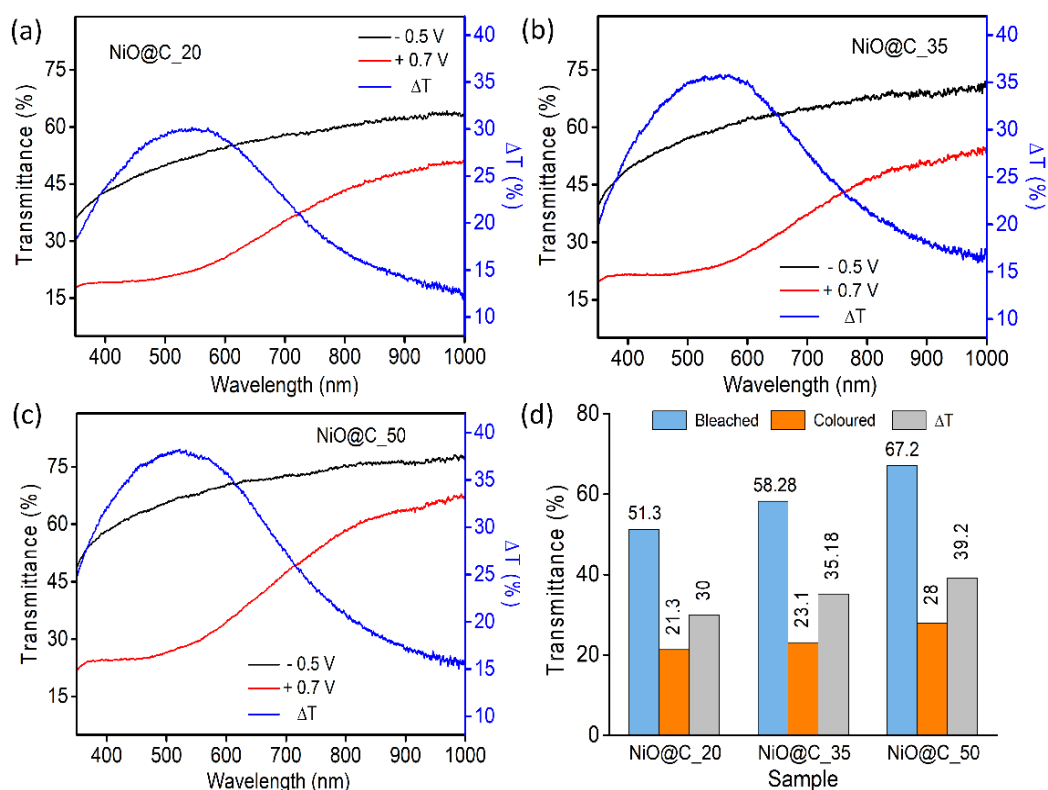 (a)
NiO@C_20
- 0.5 V
+ 0.7 V
ΔT
75
60
45
30
15
40
35
30
25
20
15
10
Transmittance (%)
ΔT (%)
400 500 600 700 800 900 1000
Wavelength (nm)
(b)
NiO@C_35
- 0.5 V
+ 0.7 V
ΔT
75
60
45
30
15
40
35
30
25
20
15
10
Transmittance (%)
ΔT (%)
400 500 600 700 800 900 1000
Wavelength (nm)
(c)
NiO@C_50
- 0.5 V
+ 0.7 V
ΔT
75
60
45
30
15
40
35
30
25
20
15
10
Transmittance (%)
ΔT (%)
400 500 600 700 800 900 1000
Wavelength (nm)
(d)
Bleached Coloured ΔT
80
60
40
20
0
Transmittance (%)
51.3
21.3
30
58.28
23.1
35.18
67.2
28
39.2
NiO@C_20 NiO@C_35 NiO@C_50
Sample